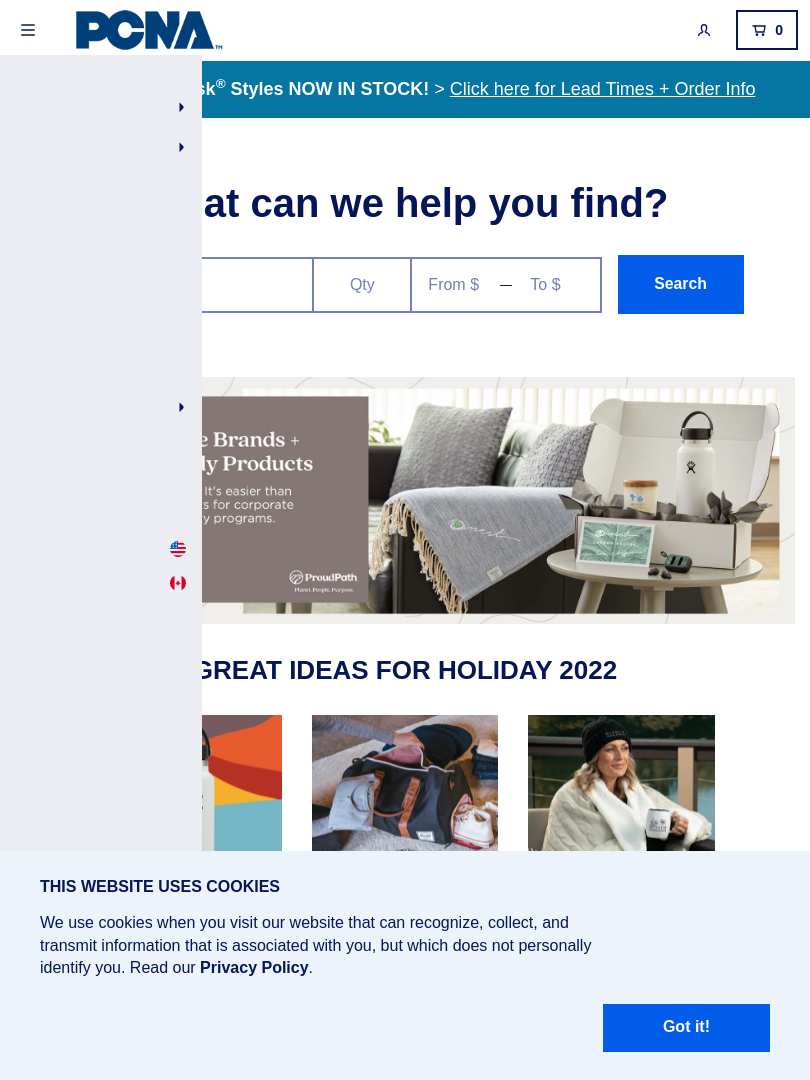 PCNA™
0
sk® Styles NOW IN STOCK! > Click here for Lead Times + Order Info
at can we help you find?
Qty
From $
To $
Search
e Brands +
ly Products
It's easier than
ts for corporate
y programs.
ProudPath
Planet. People. Purpose.
nest
GREAT IDEAS FOR HOLIDAY 2022
THIS WEBSITE USES COOKIES
We use cookies when you visit our website that can recognize, collect, and
transmit information that is associated with you, but which does not personally
identify you. Read our Privacy Policy.
Got it!